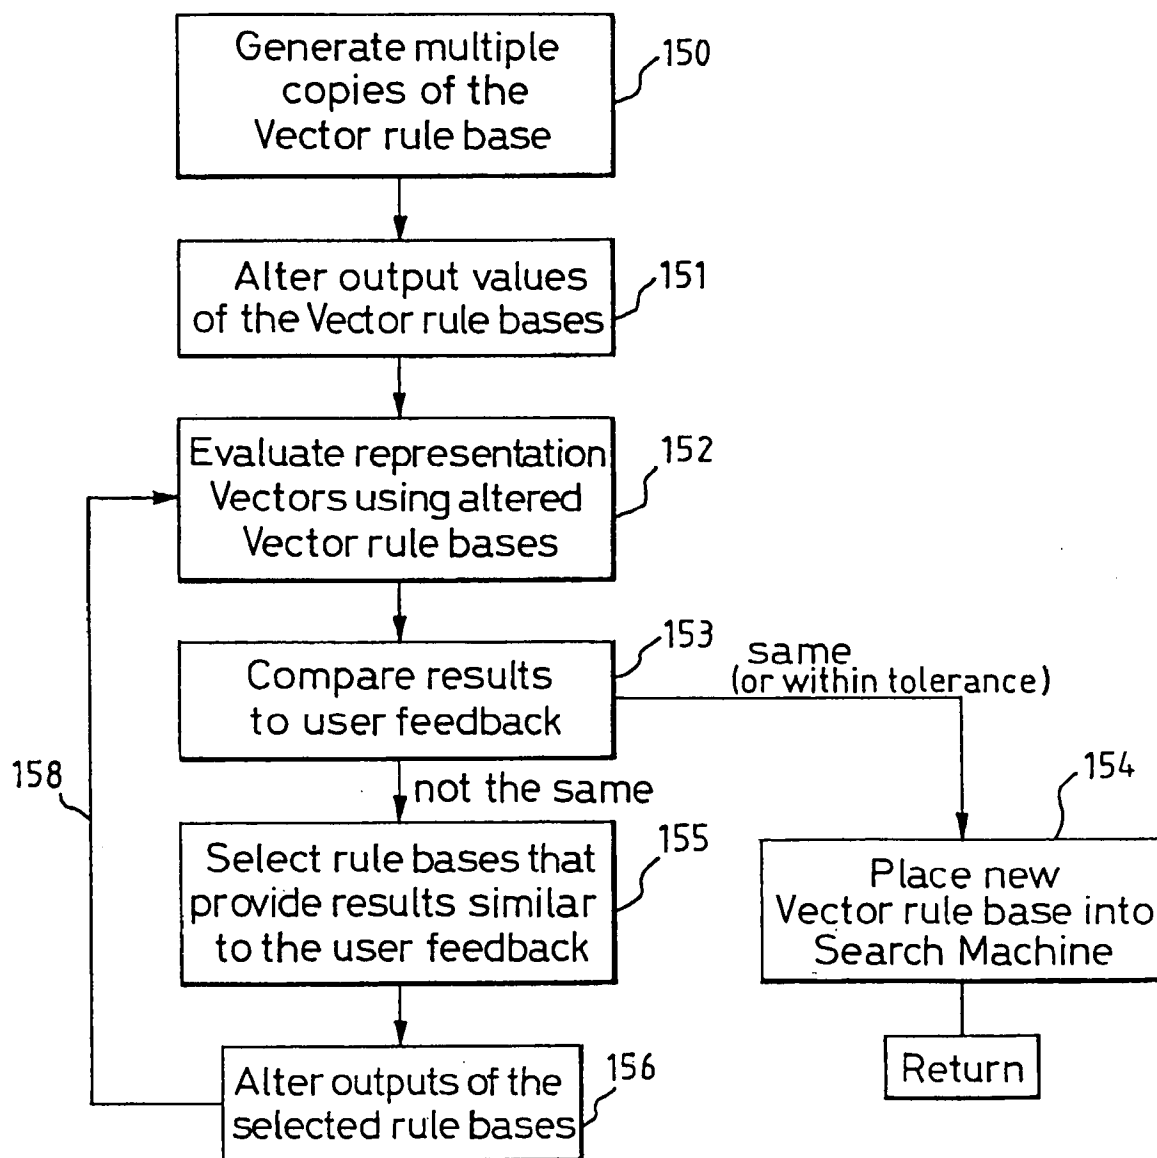 Generate multiple
copies of the
Vector rule base
150
Alter output values
of the Vector rule bases
151
Evaluate representation
Vectors using altered
Vector rule bases
152
Compare results
to user feedback
153
same
(or within tolerance)
not the same
158
154
Place new
Vector rule base into
Search Machine
Return
Select rule bases that
provide results similar
to the user feedback
155
Alter outputs of the
selected rule bases
156